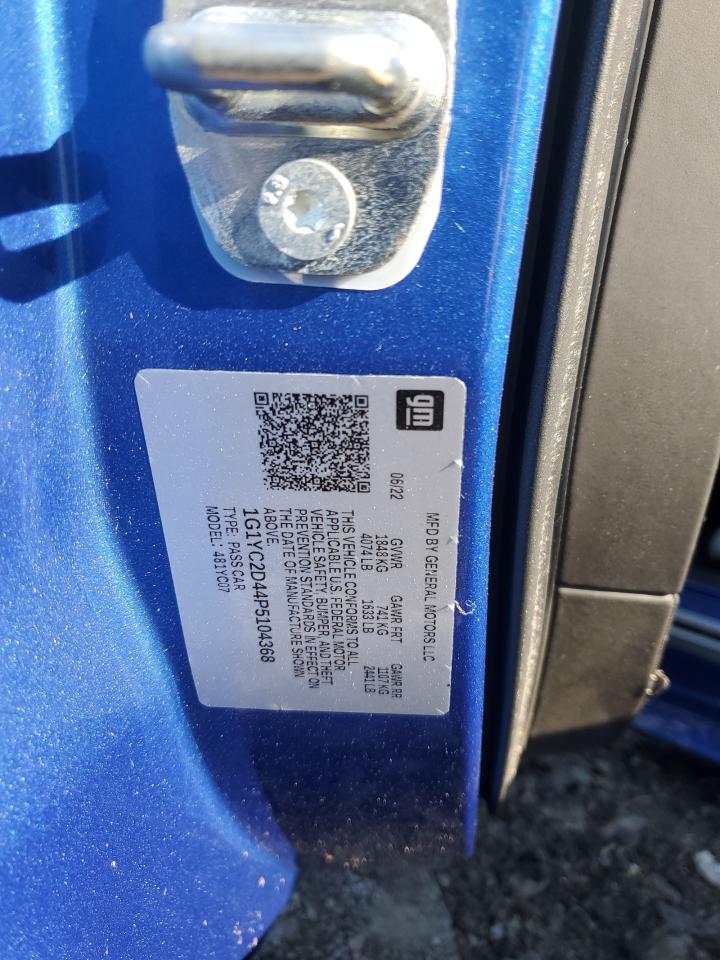 gm
MFD BY GENERAL MOTORS LLC
06/22 GVWR GAWR FRT GAWR RR
1848 KG 741 KG 1107 KG
4074 LB 1633 LB 2441 LB
THIS VEHICLE CONFORMS TO ALL
APPLICABLE U.S. FEDERAL MOTOR
VEHICLE SAFETY, BUMPER, AND THEFT
PREVENTION STANDARDS IN EFFECT ON
THE DATE OF MANUFACTURE SHOWN
ABOVE.
1G1YC2D44P5104368
TYPE: PASS CAR
MODEL: 481YC07